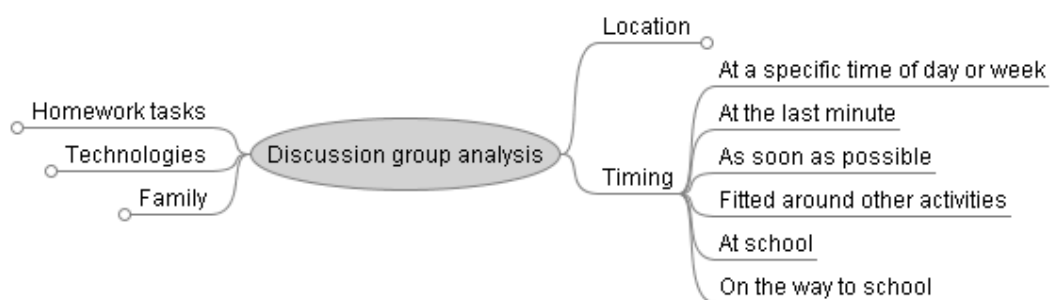 Location
At a specific time of day or week
Homework tasks
At the last minute
Technologies
Discussion group analysis
As soon as possible
Timing
Family
Fitted around other activities
At school
On the way to school